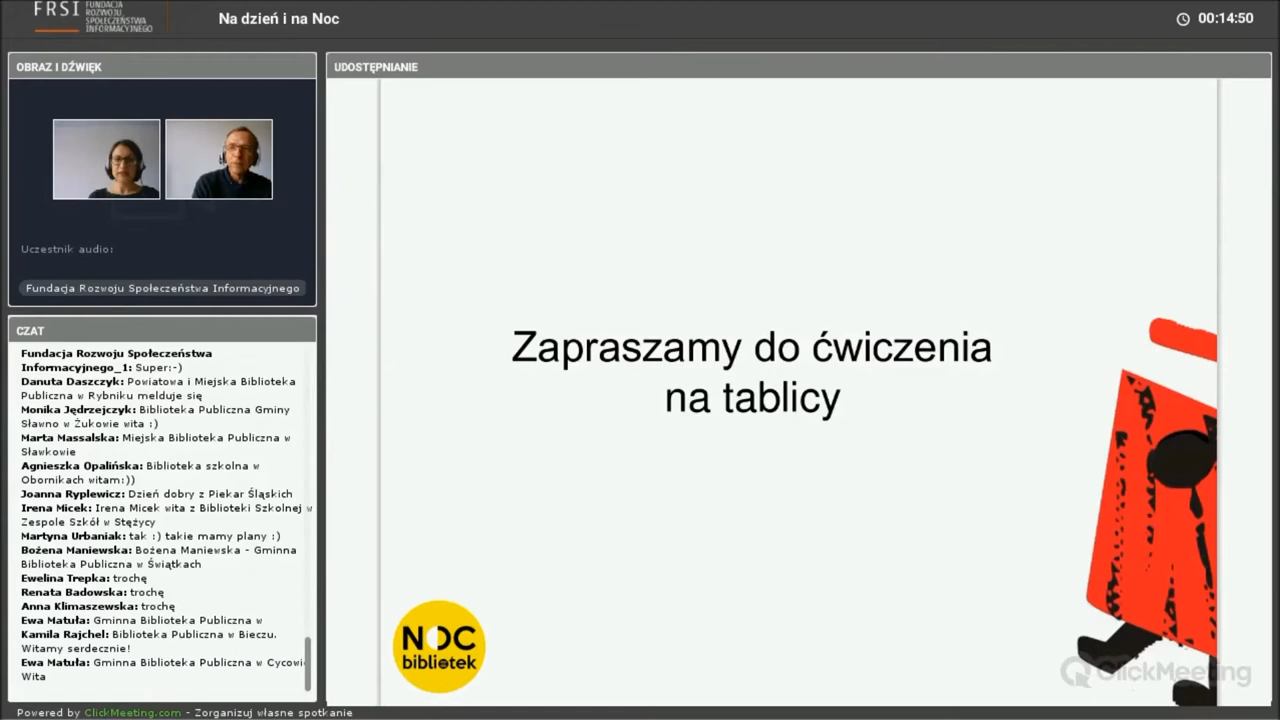 FRSI
FUNDACJA
ROZWOJU
SPOŁECZEŃSTWA
INFORMACYJNEGO
Na dzień i na Noc
00:14:50
OBRAZ I DŹWIĘK
Uczestnik audio:
Fundacja Rozwoju Społeczeństwa Informacyjnego
CZAT
Fundacja Rozwoju Społeczeństwa
Informacyjnego_1: Super:-)
Danuta Daszczyk: Powiatowa i Miejska Biblioteka
Publiczna w Rybniku melduje się
Monika Jędrzejczyk: Biblioteka Publiczna Gminy
Sławno w Żukowie wita :)
Marta Massalska: Miejska Biblioteka Publiczna w
Sławkowie
Agnieszka Opalińska: Biblioteka szkolna w
Obornikach witam:))
Joanna Ryplewicz: Dzień dobry z Piekar Śląskich
Irena Micek: Irena Micek wita z Biblioteki Szkolnej w
Zespole Szkół w Stężycy
Martyna Urbaniak: tak :) takie mamy plany :)
Bożena Maniewska: Bożena Maniewska - Gminna
Biblioteka Publiczna w Świątkach
Ewelina Trepka: trochę
Renata Badowska: trochę
Anna Klimaszewska: trochę
Ewa Matuła: Gminna Biblioteka Publiczna w
Kamila Rajchel: Biblioteka Publiczna w Bieczu.
Witamy serdecznie!
Ewa Matuła: Gminna Biblioteka Publiczna w Cycowie
Wita
UDOSTĘPNIANIE
Zapraszamy do ćwiczenia
na tablicy
NOC
bibliotek
ClickMeeting
Powered by ClickMeeting.com - Zorganizuj własne spotkanie